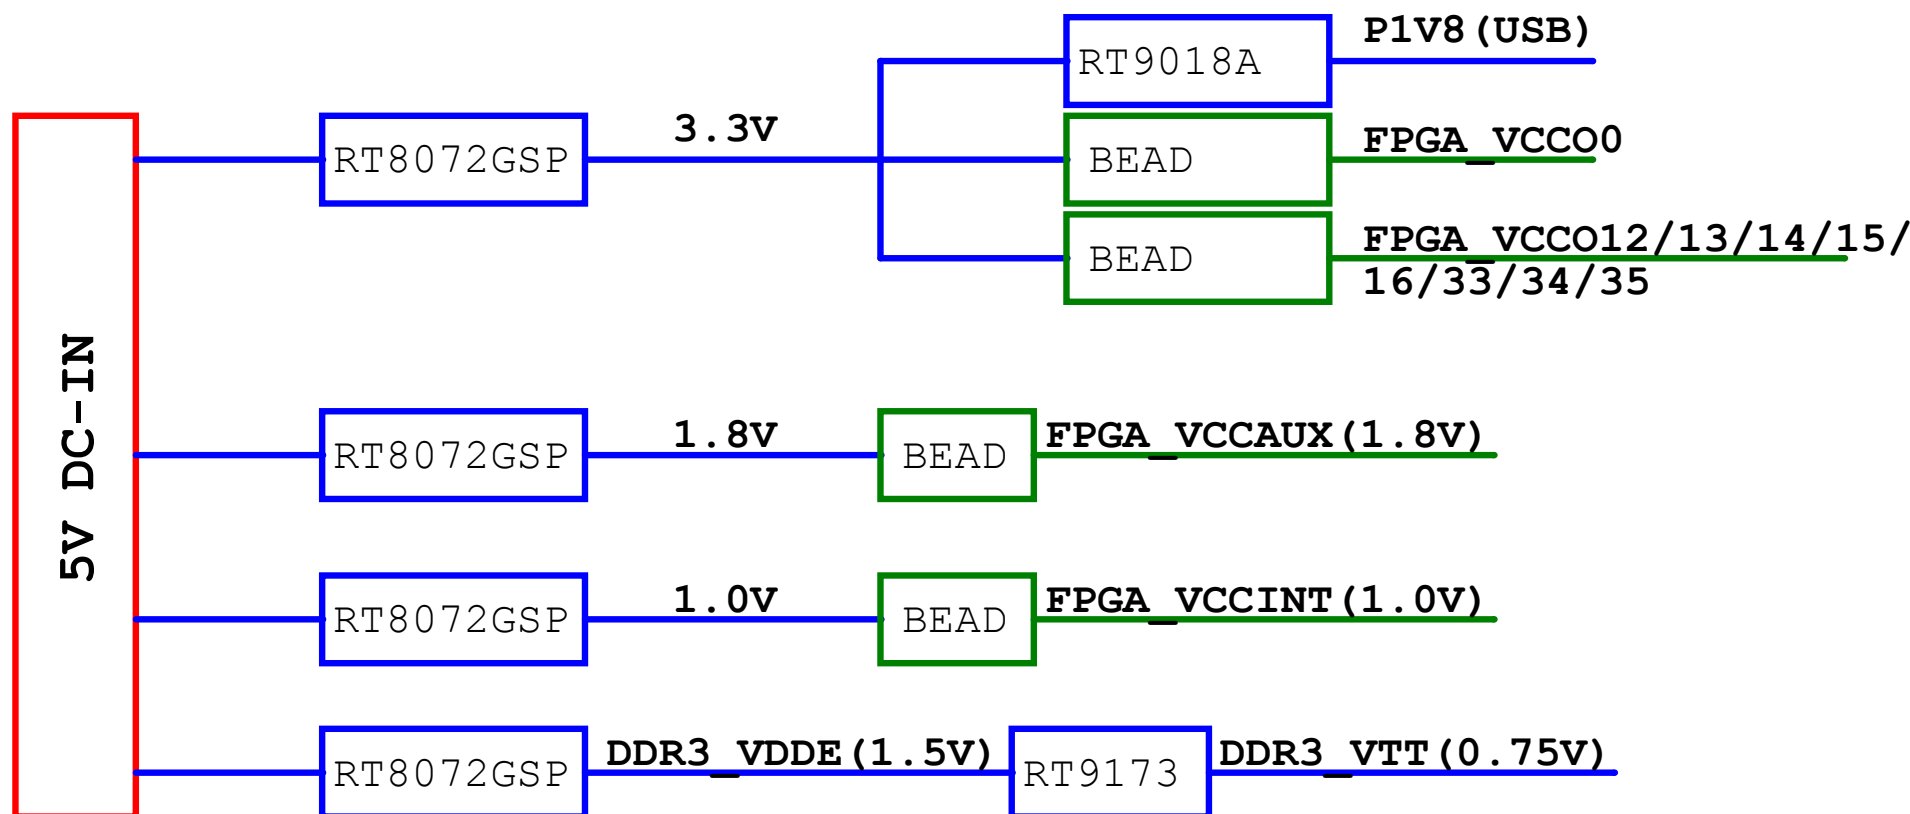 P1V8(USB)
RT9018A
3.3V
RT8072GSP
BEAD
FPGA_VCCO0
BEAD
FPGA_VCCO12/13/14/15/
16/33/34/35
5V DC-IN
RT8072GSP
1.8V
BEAD
FPGA_VCCAUX(1.8V)
RT8072GSP
1.0V
BEAD
FPGA_VCCINT(1.0V)
RT8072GSP
DDR3_VDDE(1.5V)
RT9173
DDR3_VTT(0.75V)